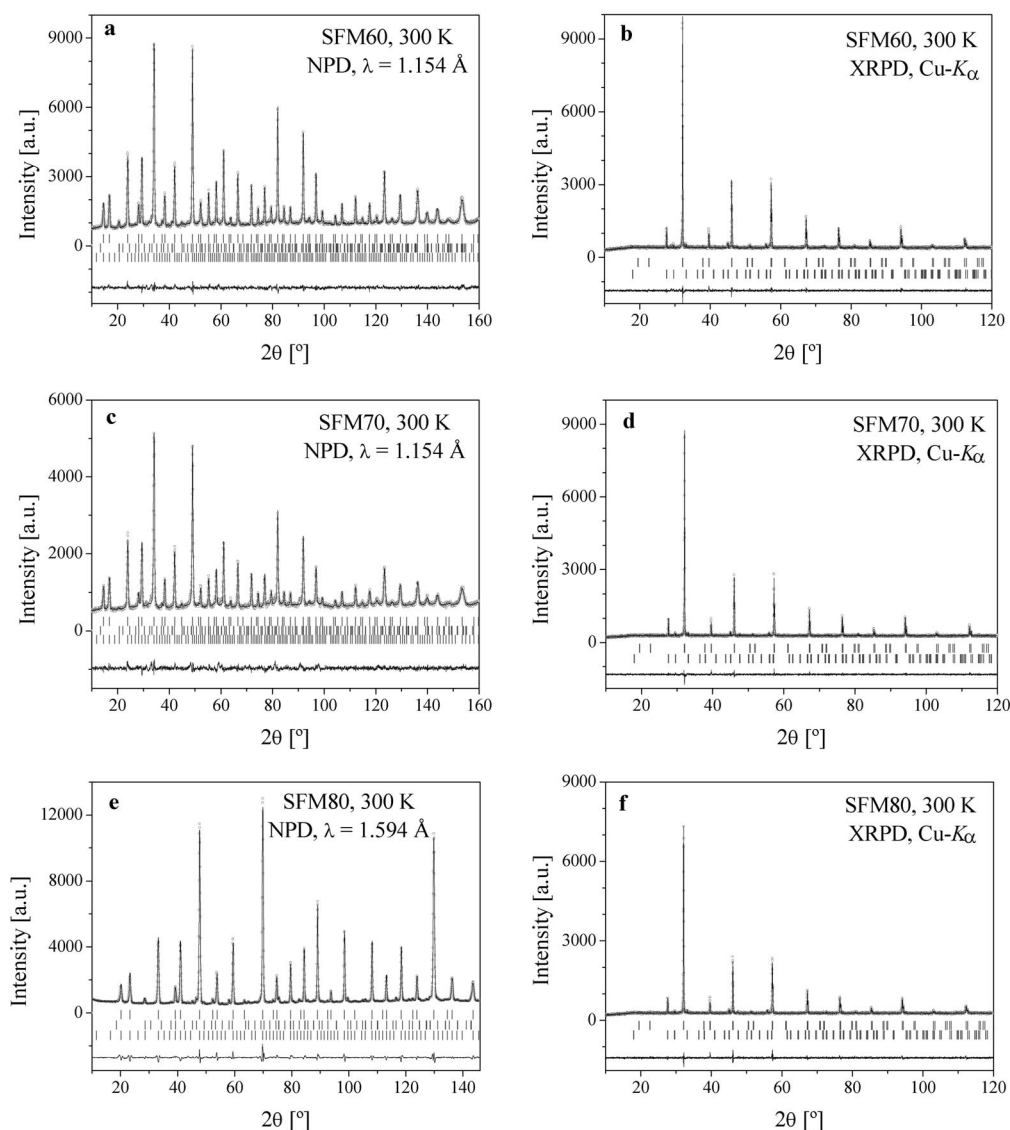 a
SFM60, 300 K
NPD, λ = 1.154 Å
Intensity [a.u.]
9000
6000
3000
0
20 40 60 80 100 120 140 160
2θ [º]
b
SFM60, 300 K
XRPD, Cu-Kα
Intensity [a.u.]
9000
6000
3000
0
20 40 60 80 100 120
2θ [º]
c
SFM70, 300 K
NPD, λ = 1.154 Å
Intensity [a.u.]
6000
4000
2000
0
20 40 60 80 100 120 140 160
2θ [º]
d
SFM70, 300 K
XRPD, Cu-Kα
Intensity [a.u.]
9000
6000
3000
0
20 40 60 80 100 120
2θ [º]
e
SFM80, 300 K
NPD, λ = 1.594 Å
Intensity [a.u.]
12000
8000
4000
0
20 40 60 80 100 120 140
2θ [º]
f
SFM80, 300 K
XRPD, Cu-Kα
Intensity [a.u.]
9000
6000
3000
0
20 40 60 80 100 120
2θ [º]